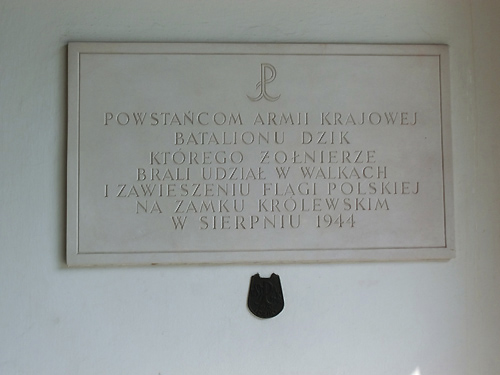 POWSTAŃCOM ARMII KRAJOWEJ
BATALIONU DZIK
KTÓREGO ŻOŁNIERZE
BRALI UDZIAŁ W WALKACH
I ZAWIESZENIU FLAGI POLSKIEJ
NA ZAMKU KRÓLEWSKIM
W SIERPNIU 1944